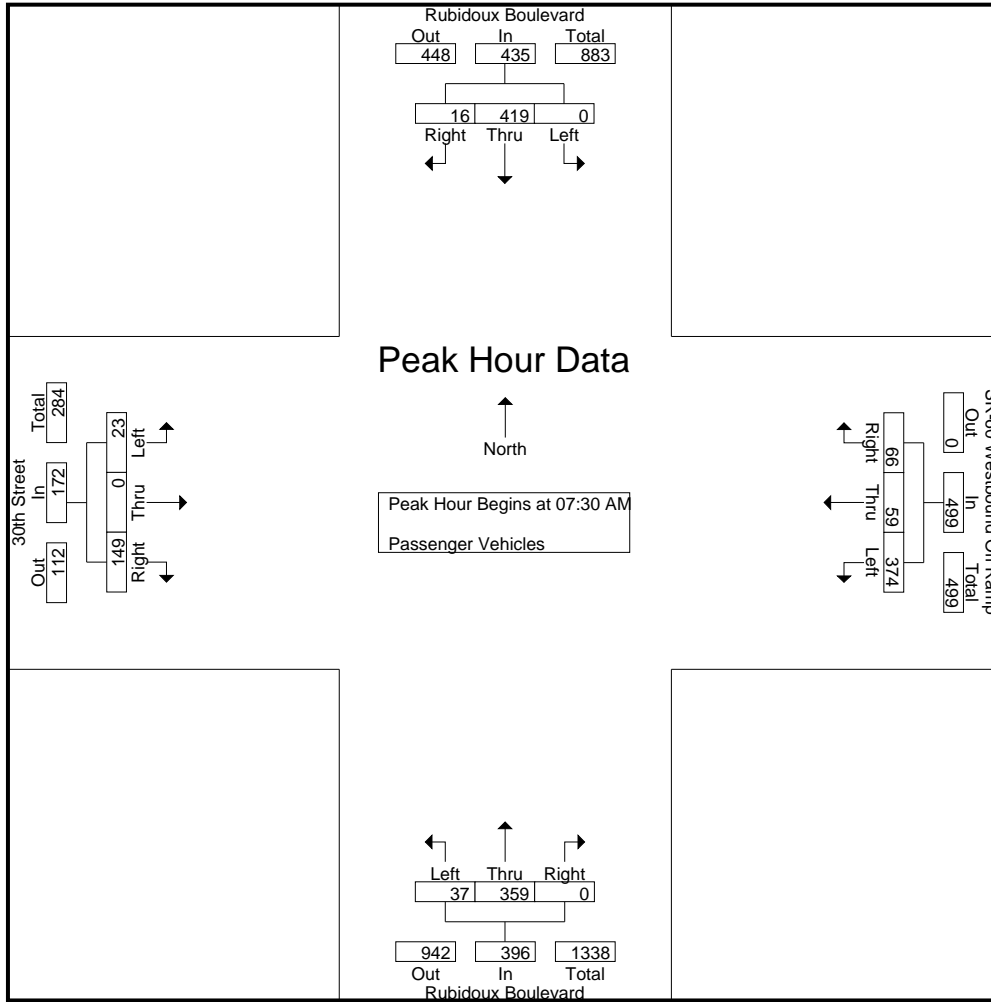 Rubidoux Boulevard
Out In Total
448 435 883
16 419 0
Right Thru Left
Peak Hour Data
North
Peak Hour Begins at 07:30 AM
Passenger Vehicles
30th Street
Total In Out
284 172 112
23 0 149
Left Thru Right
Westbound
Out In Total
0 499 499
66 59 374
Right Thru Left
Left Thru Right
37 359 0
942 396 1338
Out In Total
Rubidoux Boulevard